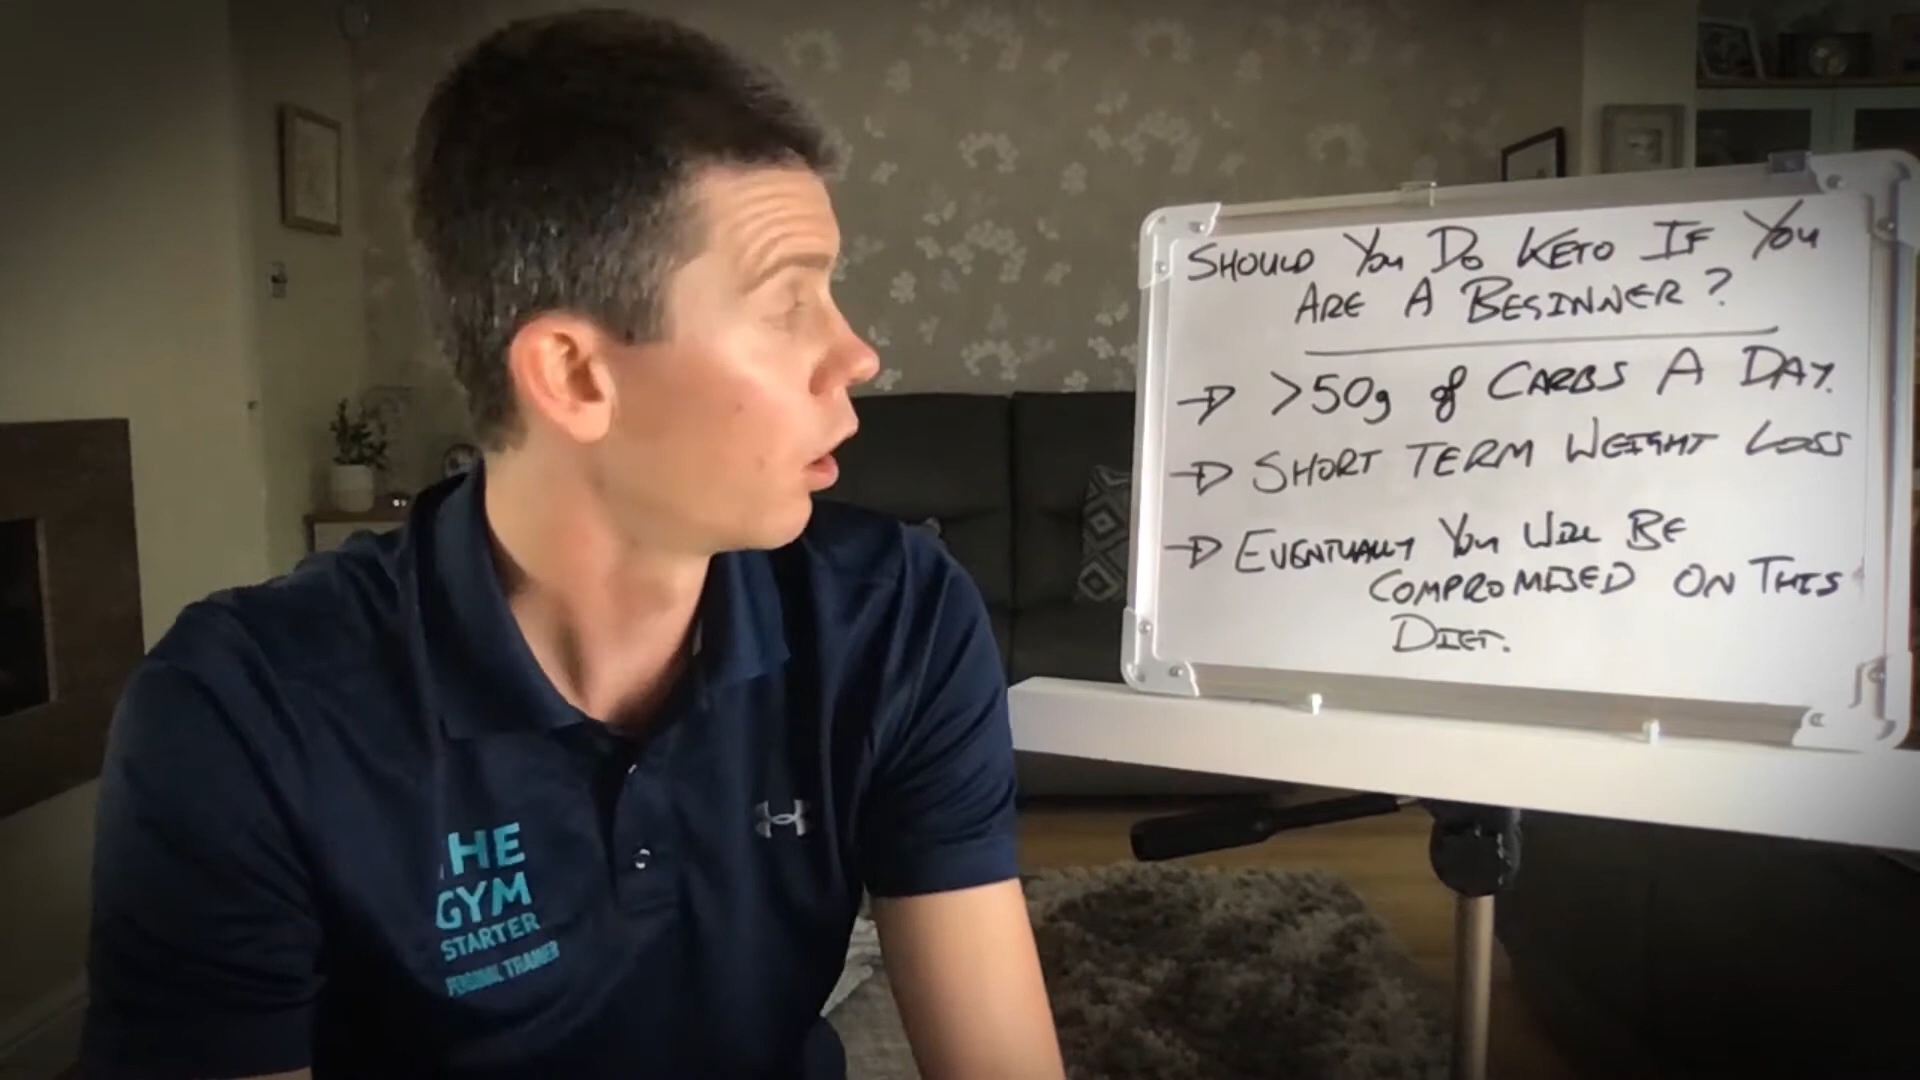 SHOULD YOU DO KETO IF YOU
ARE A BEGINNER?
→ >50g of CARBS A DAY.
→ SHORT TERM WEIGHT LOSS
→ EVENTUALLY YOU WILL BE
COMPROMISED ON THIS
DIET.
THE
GYM
STARTER
PERSONAL TRAINER